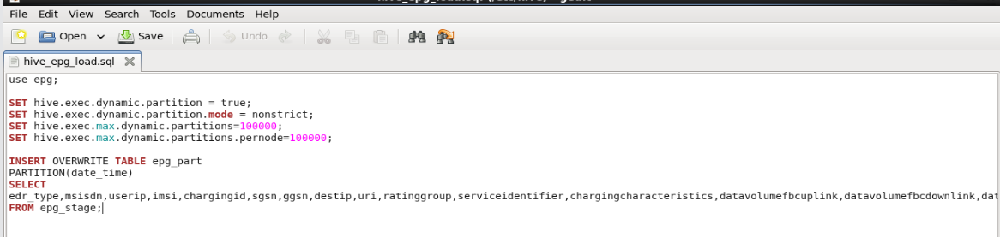 File Edit View Search Tools Documents Help
Open Save Undo
hive_epg_load.sql
use epg;
SET hive.exec.dynamic.partition = true;
SET hive.exec.dynamic.partition.mode = nonstrict;
SET hive.exec.max.dynamic.partitions=100000;
SET hive.exec.max.dynamic.partitions.pernode=100000;
INSERT OVERWRITE TABLE epg_part
PARTITION(date_time)
SELECT
edr_type,msisdn,userip,imsi,chargingid,sgsn,ggsn,destip,uri,ratinggroup,serviceidentifier,chargingcharacteristics,datavolumefbcuplink,datavolumefbcdownlink,dat
FROM epg_stage;